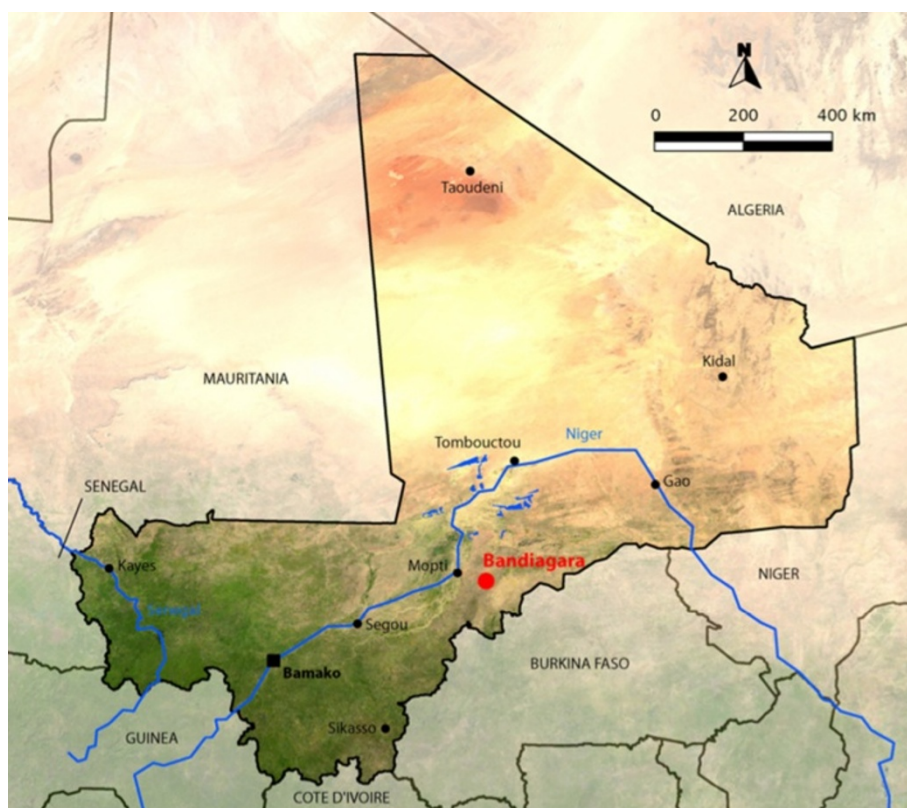 N
0 200 400 km
Taoudeni
ALGERIA
Kidal
MAURITANIA
Tombouctou
Niger
Gao
SENEGAL
Kayes
Mopti
Bandiagara
NIGER
Senegal
Segou
Bamako
BURKINA FASO
Sikasso
GUINEA
COTE D'IVOIRE